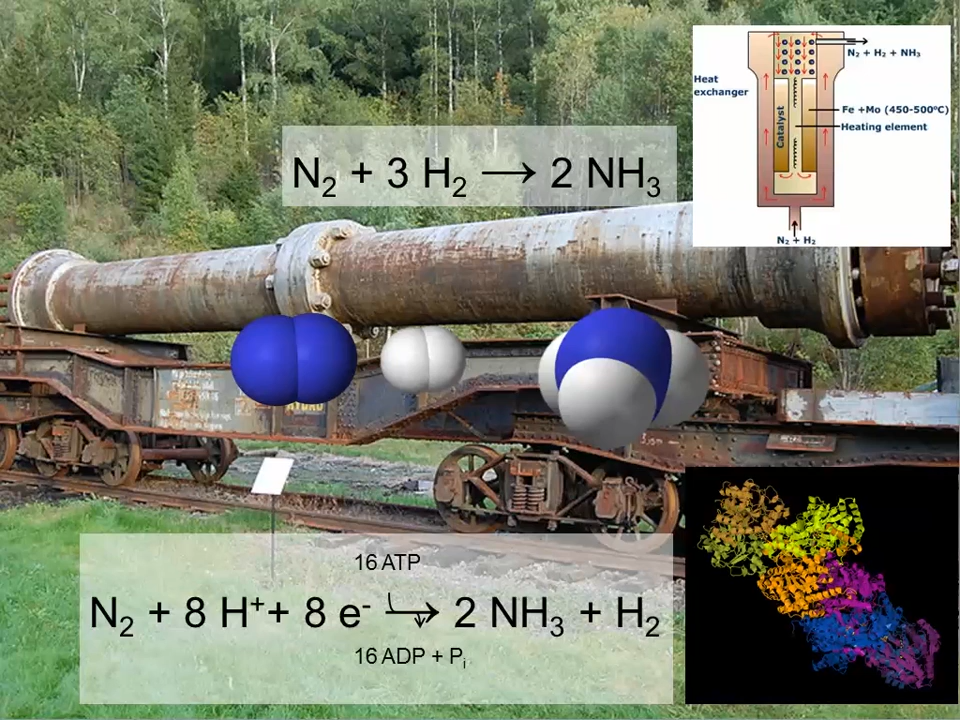 N₂ + H₂ + NH₃
Heat
exchanger
Fe +Mo (450-500°C)
Catalyst
Heating element
N₂ + H₂
N₂ + 3 H₂ ⟶ 2 NH₃
HYDRO
16 ATP
N₂ + 8 H⁺+ 8 e⁻ ⟶ 2 NH₃ + H₂
16 ADP + Pᵢ